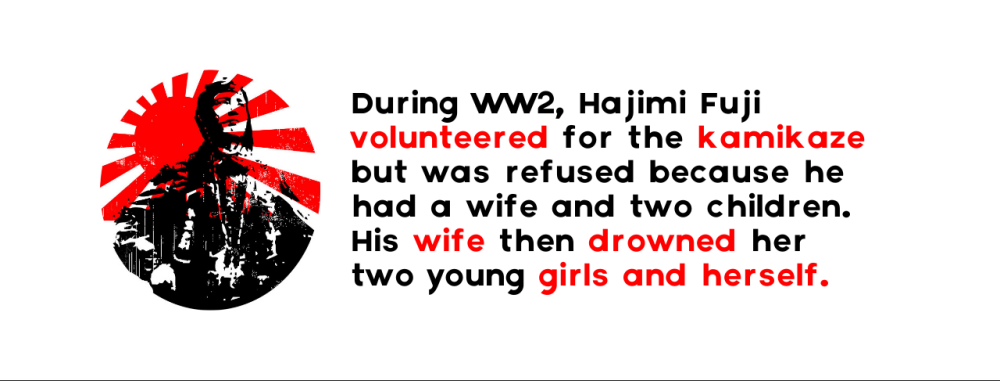 During WW2, Hajimi Fuji
volunteered for the kamikaze
but was refused because he
had a wife and two children.
His wife then drowned her
two young girls and herself.